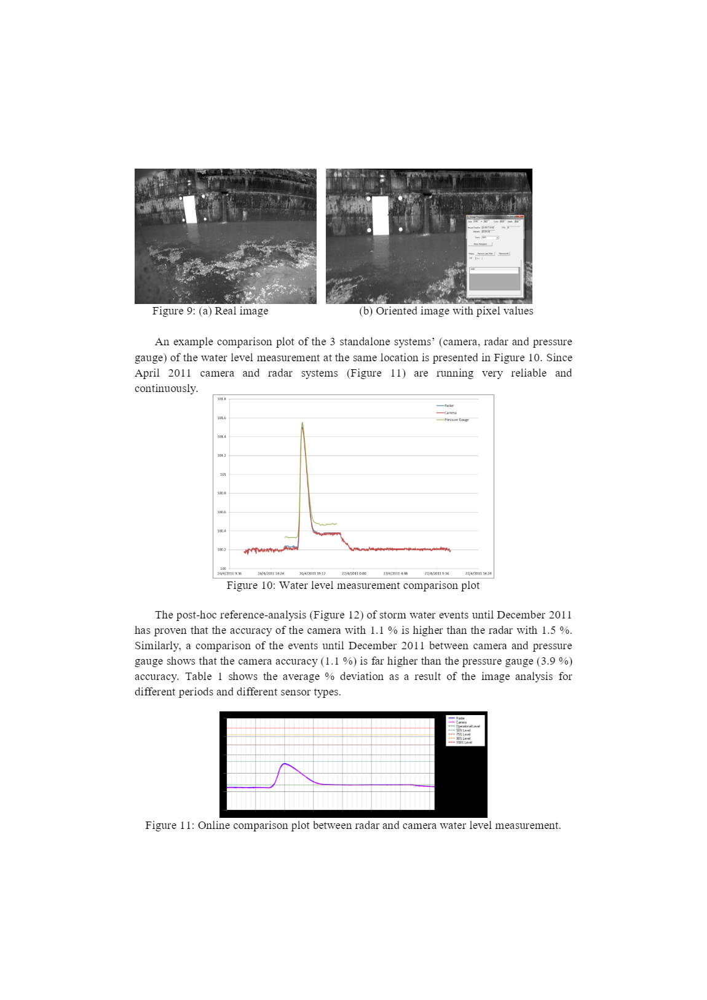 Figure 9: (a) Real image
(b) Oriented image with pixel values
An example comparison plot of the 3 standalone systems’ (camera, radar and pressure
gauge) of the water level measurement at the same location is presented in Figure 10. Since
April 2011 camera and radar systems (Figure 11) are running very reliable and
continuously.
101.8
101.6
101.4
101.2
101
100.8
100.6
100.4
100.2
100
Radar
Camera
Pressure Gauge
26/4/2011 9:36 26/4/2011 14:24 26/4/2011 19:12 27/4/2011 0:00 27/4/2011 4:48 27/4/2011 9:36 27/4/2011 14:24
Figure 10: Water level measurement comparison plot
The post-hoc reference-analysis (Figure 12) of storm water events until December 2011
has proven that the accuracy of the camera with 1.1 % is higher than the radar with 1.5 %.
Similarly, a comparison of the events until December 2011 between camera and pressure
gauge shows that the camera accuracy (1.1 %) is far higher than the pressure gauge (3.9 %)
accuracy. Table 1 shows the average % deviation as a result of the image analysis for
different periods and different sensor types.
Radar
Camera
Operational Level
50% Level
75% Level
90% Level
100% Level
Figure 11: Online comparison plot between radar and camera water level measurement.